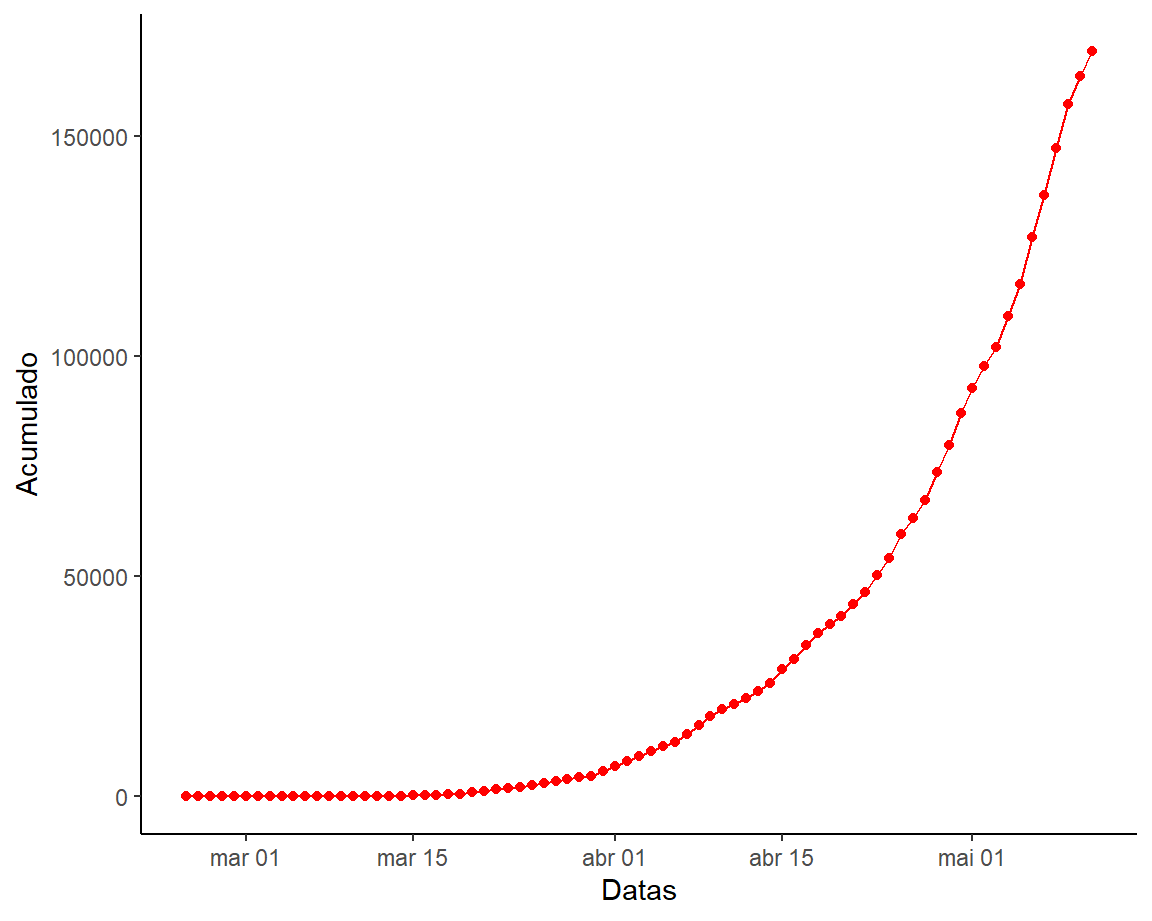 150000
100000
50000
0
Acumulado
mar 01
mar 15
abr 01
abr 15
mai 01
Datas